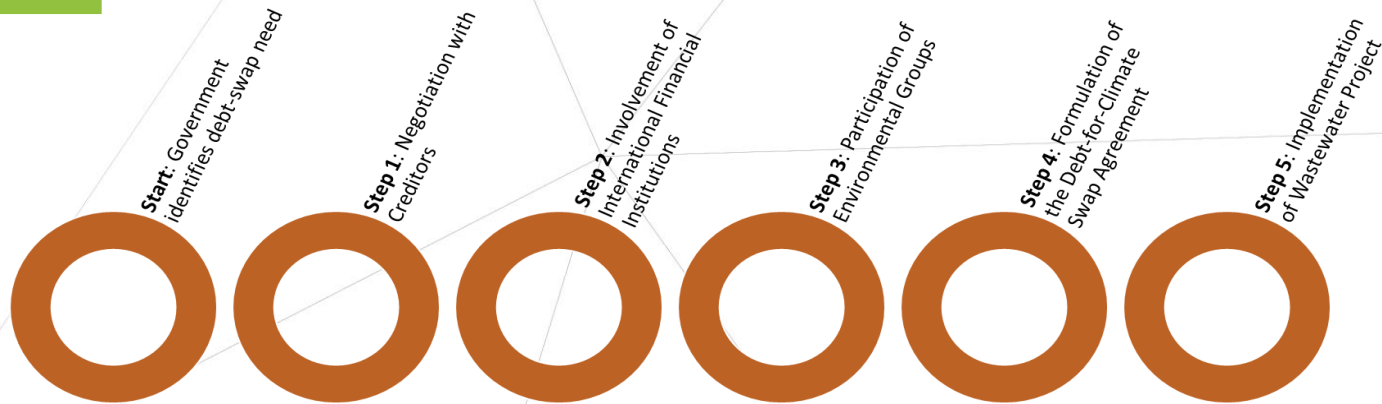 Start: Government
identifies debt-swap need
Step 1: Negotiation with
Creditors
Step 2: Involvement of
International Financial
Institutions
Step 3: Participation of
Environmental Groups
Step 4: Formulation of
the Debt-for-Climate
Swap Agreement
Step 5: Implementation
of Wastewater Project